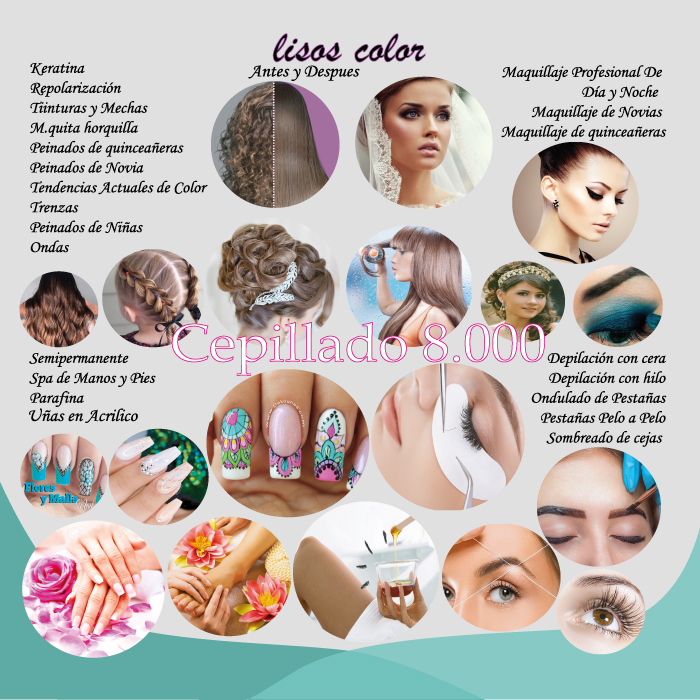 lisos color
Antes y Despues
Keratina
Repolarización
Tiinturas y Mechas
M.quita horquilla
Peinados de quinceañeras
Peinados de Novia
Tendencias Actuales de Color
Trenzas
Peinados de Niñas
Ondas
Maquillaje Profesional De
Día y Noche
Maquillaje de Novias
Maquillaje de quinceañeras
Cepillado 8.000
Semipermanente
Spa de Manos y Pies
Parafina
Uñas en Acrilico
Depilación con cera
Depilación con hilo
Ondulado de Pestañas
Pestañas Pelo a Pelo
Sombreado de cejas
Flores
y Malla